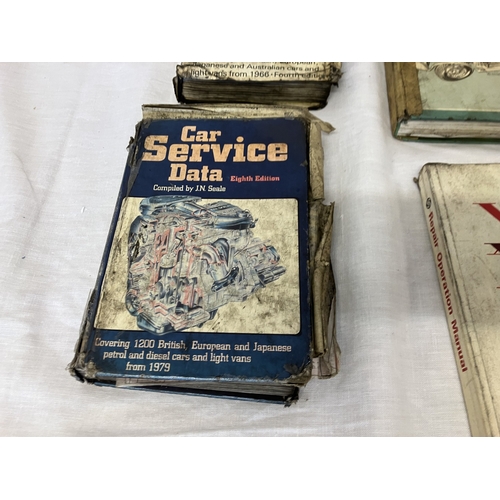 Japanese and Australian cars and
light vans from 1966 · Fourth edition
Car
Service
Data Eighth Edition
Compiled by J.N. Seale
Covering 1200 British, European and Japanese
petrol and diesel cars and light vans
from 1979
Repair Operation Manual